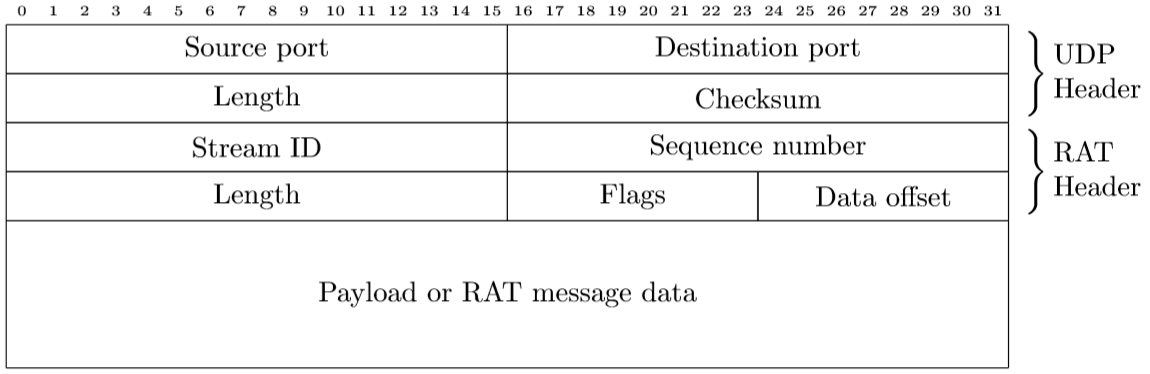 0 1 2 3 4 5 6 7 8 9 10 11 12 13 14 15 16 17 18 19 20 21 22 23 24 25 26 27 28 29 30 31
Source port Destination port
UDP
Length Checksum
Header
Stream ID Sequence number
RAT
Length Flags Data offset
Header
Payload or RAT message data